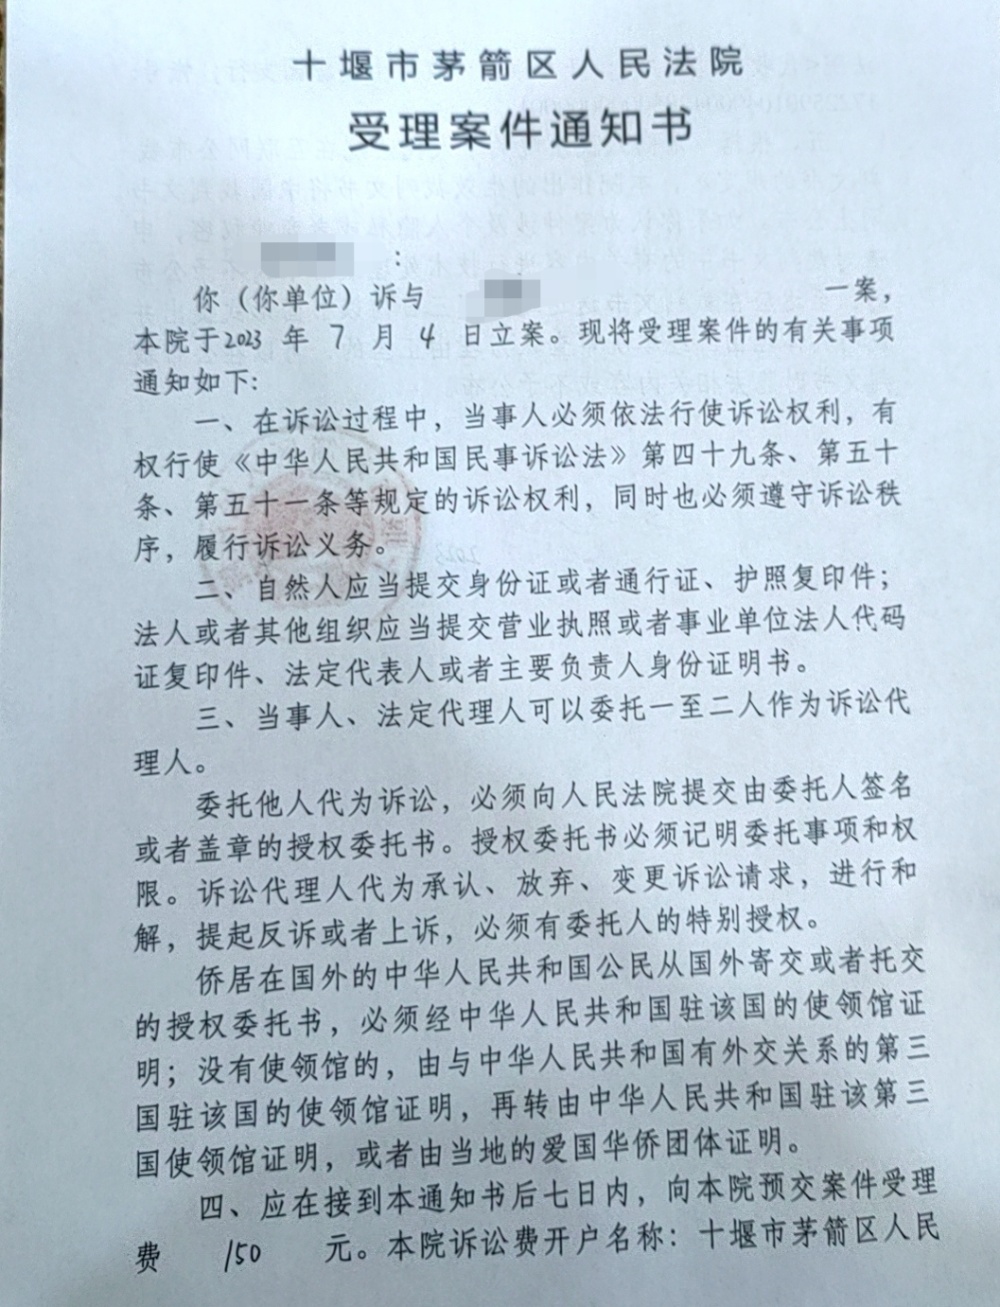 十堰市茅箭区人民法院
受理案件通知书
:
你（你单位）诉与 一案，
本院于2023 年 7 月 4 日立案。现将受理案件的有关事项
通知如下:
一、在诉讼过程中，当事人必须依法行使诉讼权利，有
权行使《中华人民共和国民事诉讼法》第四十九条、第五十
条、第五十一条等规定的诉讼权利，同时也必须遵守诉讼秩
序，履行诉讼义务。
二、自然人应当提交身份证或者通行证、护照复印件；
法人或者其他组织应当提交营业执照或者事业单位法人代码
证复印件、法定代表人或者主要负责人身份证明书。
三、当事人、法定代理人可以委托一至二人作为诉讼代
理人。
委托他人代为诉讼，必须向人民法院提交由委托人签名
或者盖章的授权委托书。授权委托书必须记明委托事项和权
限。诉讼代理人代为承认、放弃、变更诉讼请求，进行和
解，提起反诉或者上诉，必须有委托人的特别授权。
侨居在国外的中华人民共和国公民从国外寄交或者托交
的授权委托书，必须经中华人民共和国驻该国的使领馆证
明；没有使领馆的，由与中华人民共和国有外交关系的第三
国驻该国的使领馆证明，再转由中华人民共和国驻该第三
国使领馆证明，或者由当地的爱国华侨团体证明。
四、应在接到本通知书后七日内，向本院预交案件受理
费 150 元。本院诉讼费开户名称：十堰市茅箭区人民